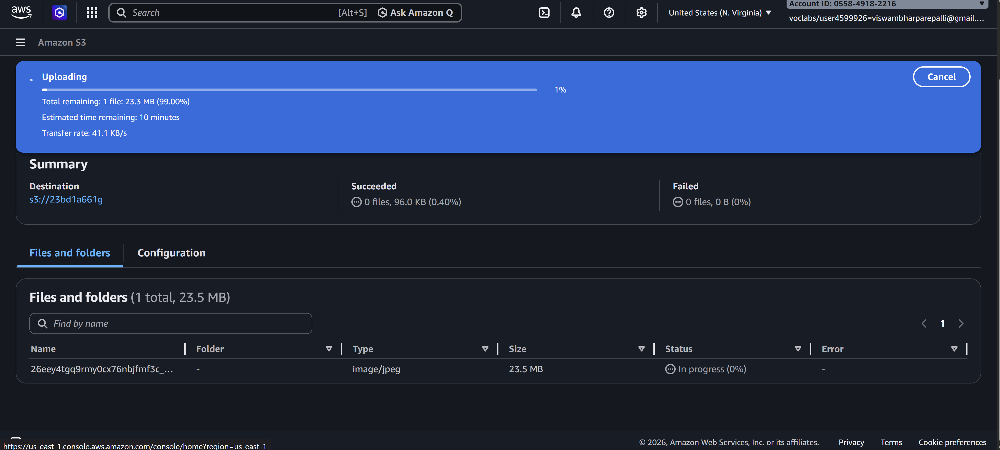 aws
Search [Alt+S] Ask Amazon Q
United States (N. Virginia)
Account ID: 0558-4918-2216
voclabs/user4599926=viswambharparepalli@gmail....
Amazon S3
Uploading
Cancel
1%
Total remaining: 1 file: 23.3 MB (99.00%)
Estimated time remaining: 10 minutes
Transfer rate: 41.1 KB/s
Summary
Destination
s3://23bd1a661g
Succeeded
0 files, 96.0 KB (0.40%)
Failed
0 files, 0 B (0%)
Files and folders
Configuration
Files and folders (1 total, 23.5 MB)
Find by name
1
Name Folder Type Size Status Error
26eey4tgq9rmy0cx76nbjfmf3c_... - image/jpeg 23.5 MB In progress (0%) -
https://us-east-1.console.aws.amazon.com/console/home?region=us-east-1
© 2026, Amazon Web Services, Inc. or its affiliates. Privacy Terms Cookie preferences